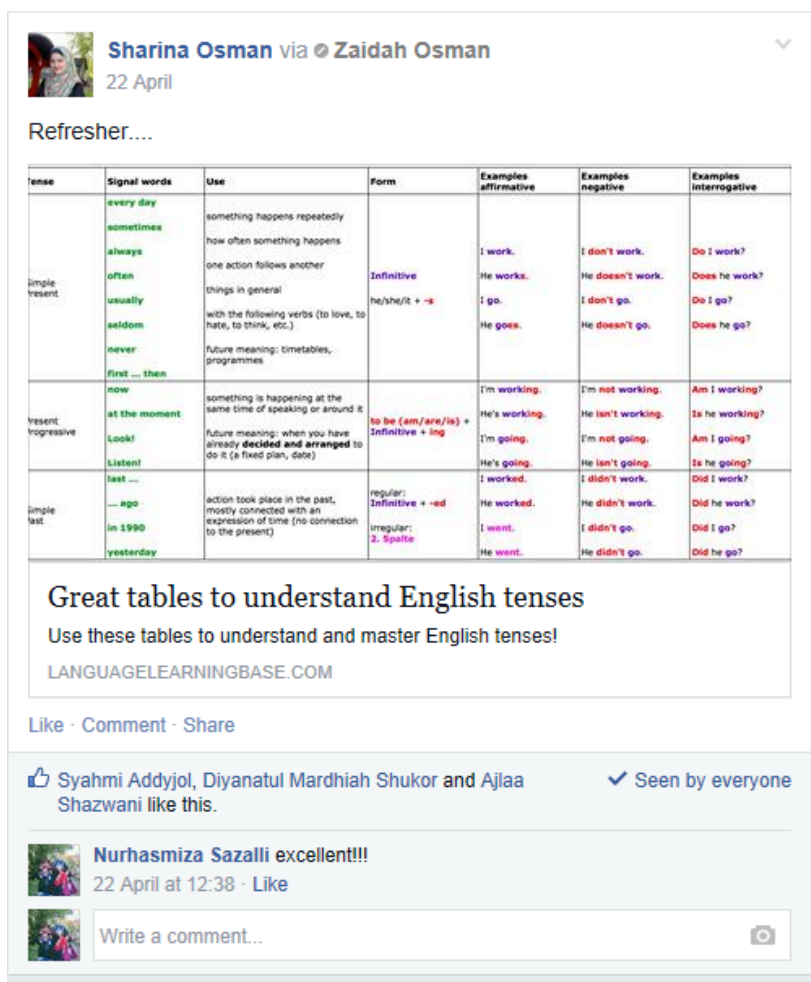 Sharina Osman via Zaidah Osman
22 April
Refresher....
Tense Signal words Use Form Examples affirmative Examples negative Examples interrogative
Simple Present
every day
sometimes
always
often
usually
seldom
never
first ... then
something happens repeatedly
how often something happens
one action follows another
things in general
with the following verbs (to love, to
hate, to think, etc.)
future meaning: timetables,
programmes
Infinitive
he/she/it + -s
I work.
He works.
I go.
He goes.
I don't work.
He doesn't work.
I don't go.
He doesn't go.
Do I work?
Does he work?
Do I go?
Does he go?
Present
Progressive
now
at the moment
Look!
Listen!
something is happening at the
same time of speaking or around it
future meaning: when you have
already decided and arranged to
do it (a fixed plan, date)
to be (am/are/is) +
Infinitive + ing
I'm working.
He's working.
I'm going.
He's going.
I'm not working.
He isn't working.
I'm not going.
He isn't going.
Am I working?
Is he working?
Am I going?
Is he going?
Simple
Past
last ...
... ago
in 1990
yesterday
action took place in the past,
mostly connected with an
expression of time (no connection
to the present)
regular:
Infinitive + -ed
irregular:
2. Spalte
I worked.
He worked.
I went.
He went.
I didn't work.
He didn't work.
I didn't go.
He didn't go.
Did I work?
Did he work?
Did I go?
Did he go?
Great tables to understand English tenses
Use these tables to understand and master English tenses!
LANGUAGELEARNINGBASE.COM
Like · Comment · Share
Syahmi Addyjol, Diyanatul Mardhiah Shukor and Ajlaa
Shazwani like this.
Seen by everyone
Nurhasmiza Sazalli excellent!!!
22 April at 12:38 · Like
Write a comment...